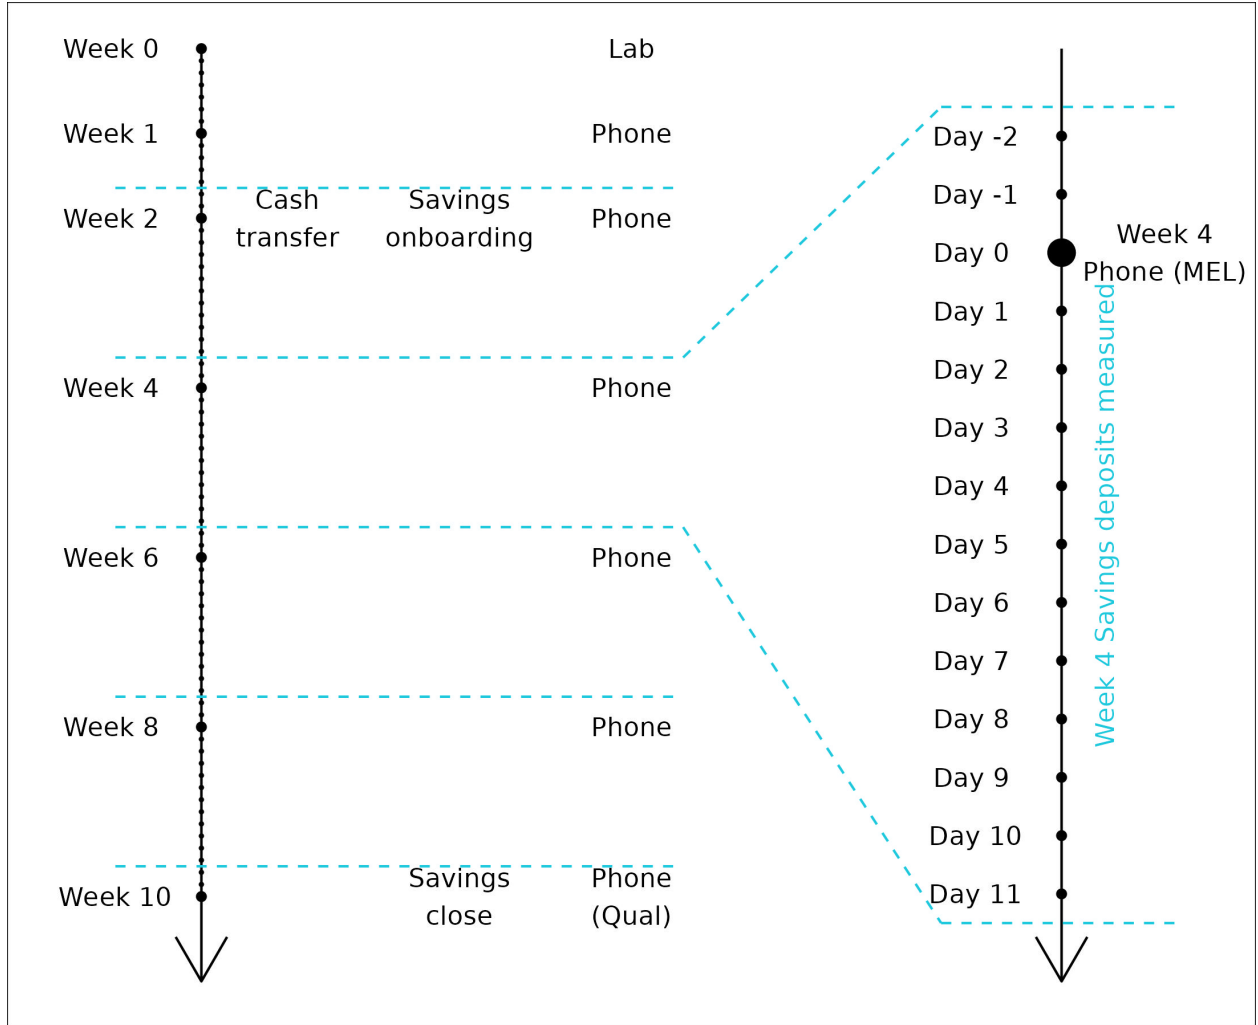 Week 0
Lab
Week 1
Phone
Week 2
Cash
transfer
Savings
onboarding
Phone
Week 4
Phone
Week 6
Phone
Week 8
Phone
Week 10
Savings
close
Phone
(Qual)
Day -2
Day -1
Day 0
Week 4
Phone (MEL)
Day 1
Day 2
Day 3
Day 4
Day 5
Day 6
Day 7
Day 8
Day 9
Day 10
Day 11
Week 4 Savings deposits measured